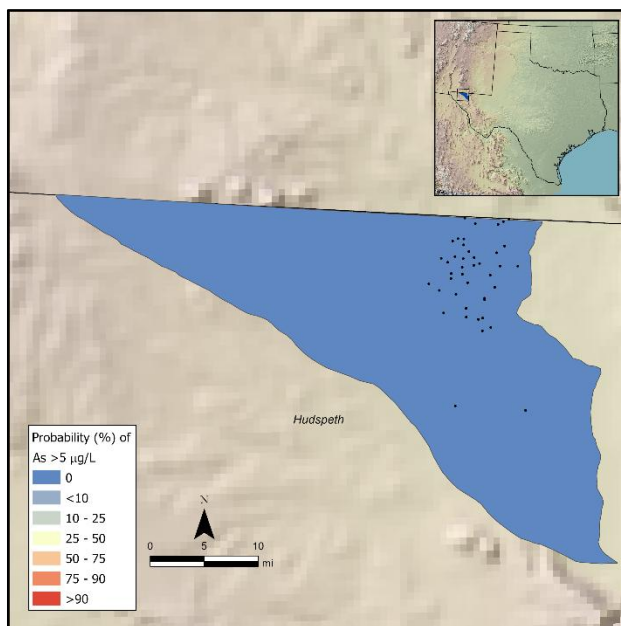 Hudspeth
Probability (%) of
As >5 µg/L
0
<10
10 - 25
25 - 50
50 - 75
75 - 90
>90
N
0 5 10
mi